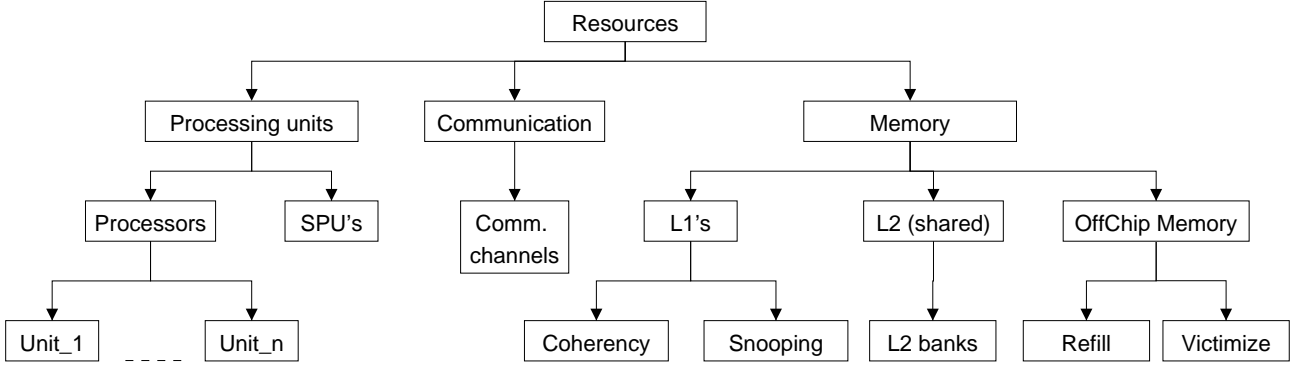 Resources
Processing units
Communication
Memory
Processors
SPU's
Comm.
channels
L1's
L2 (shared)
OffChip Memory
Unit_1
Unit_n
Coherency
Snooping
L2 banks
Refill
Victimize